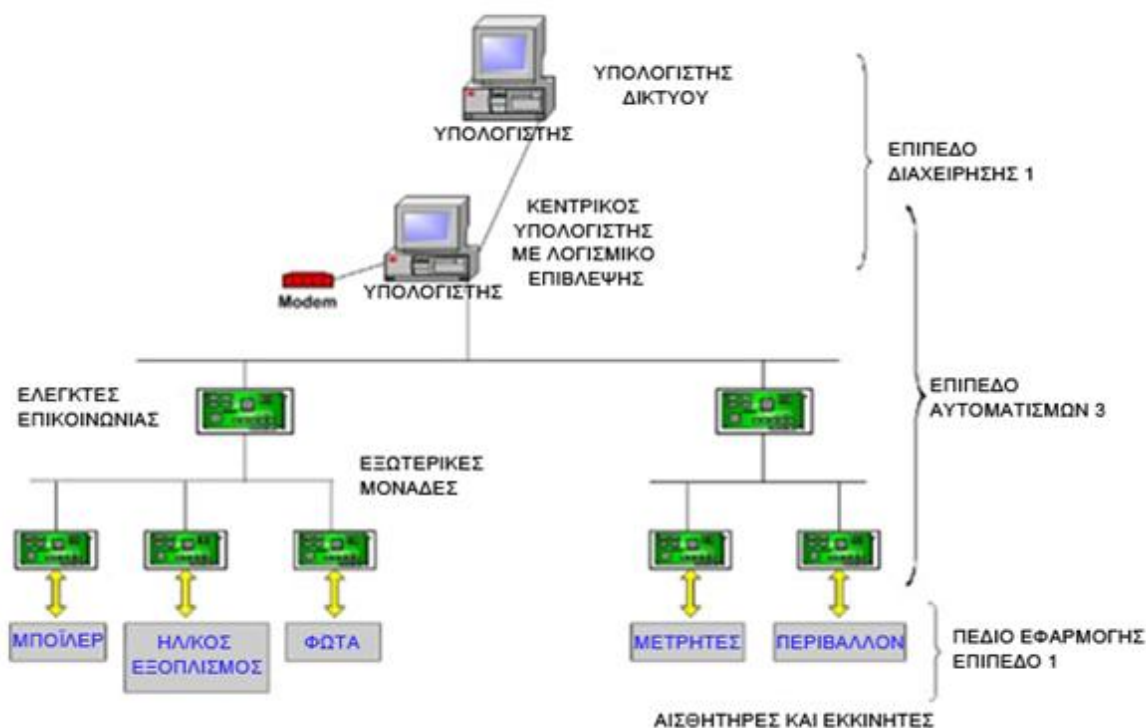 ΥΠΟΛΟΓΙΣΤΗΣ
ΔΙΚΤΥΟΥ
ΥΠΟΛΟΓΙΣΤΗΣ
ΕΠΙΠΕΔΟ
ΔΙΑΧΕΙΡΗΣΗΣ 1
ΚΕΝΤΡΙΚΟΣ
ΥΠΟΛΟΓΙΣΤΗΣ
ΜΕ ΛΟΓΙΣΜΙΚΟ
ΕΠΙΒΛΕΨΗΣ
ΥΠΟΛΟΓΙΣΤΗΣ
Modem
ΕΛΕΓΚΤΕΣ
ΕΠΙΚΟΙΝΩΝΙΑΣ
ΕΠΙΠΕΔΟ
ΑΥΤΟΜΑΤΙΣΜΩΝ 3
ΕΞΩΤΕΡΙΚΕΣ
ΜΟΝΑΔΕΣ
ΜΠΟΪΛΕΡ
ΗΛ/ΚΟΣ
ΕΞΟΠΛΙΣΜΟΣ
ΦΩΤΑ
ΜΕΤΡΗΤΕΣ
ΠΕΡΙΒΑΛΛΟΝ
ΠΕΔΙΟ ΕΦΑΡΜΟΓΗΣ
ΕΠΙΠΕΔΟ 1
ΑΙΣΘΗΤΗΡΕΣ ΚΑΙ ΕΚΚΙΝΗΤΕΣ